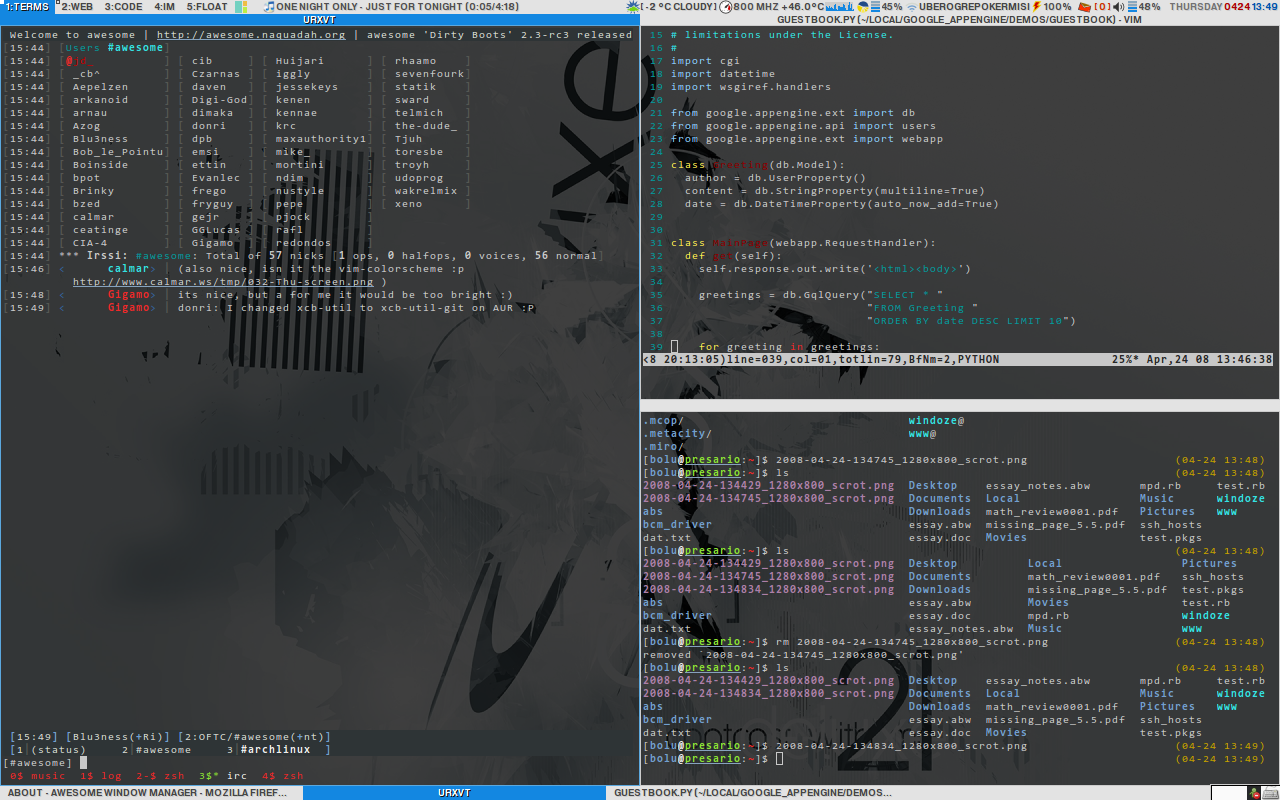 1:TERMS 2:WEB 3:CODE 4:IM 5:FLOAT ONE NIGHT ONLY - JUST FOR TONIGHT (0:05/4:18) [-2 °C CLOUDY] 800 MHZ +46.0°C 45% UBEROGREPOKERMISI 100% [0] 48% THURSDAY 0424 13:49
URXVT
Welcome to awesome | http://awesome.naquadah.org | awesome 'Dirty Boots' 2.3-rc3 released
[15:44] [Users #awesome]
[15:44] [@ ] [ cib ] [ Huijari ] [ rhaamo ]
[15:44] [ _cb^ ] [ Czarnas ] [ iggly ] [ sevenfourk]
[15:44] [ Aepelzen ] [ daven ] [ jessekeys ] [ statik ]
[15:44] [ arkanoid ] [ Digi-God] [ kenen ] [ sward ]
[15:44] [ arnau ] [ dimaka ] [ kennae ] [ telmich ]
[15:44] [ Azog ] [ donri ] [ krc ] [ the-dude_ ]
[15:44] [ Blu3ness ] [ dpb ] [ maxauthority1] [ Tjuh ]
[15:44] [ Bob_le_Pointu] [ emsi ] [ mike_ ] [ toresbe ]
[15:44] [ Boinside ] [ ettin ] [ mortini ] [ troyh ]
[15:44] [ bpot ] [ Evanlec ] [ ndim ] [ udoprog ]
[15:44] [ Brinky ] [ frego ] [ nustyle ] [ wakrelmix ]
[15:44] [ bzed ] [ fryguy ] [ pepe ] [ xeno ]
[15:44] [ calmar ] [ gejr ] [ pjock ]
[15:44] [ ceatinge ] [ GGLucas ] [ rafl ]
[15:44] [ CIA-4 ] [ Gigamo ] [ redondos ]
[15:44] *** Irssi: #awesome: Total of 57 nicks [1 ops, 0 halfops, 0 voices, 56 normal]
[15:46] < calmar> | (also nice, isn it the vim-colorscheme :p
http://www.calmar.ws/tmp/032-Thu-screen.png )
[15:48] < Gigamo> | its nice, but a for me it would be too bright :)
[15:49] < Gigamo> | donri: I changed xcb-util to xcb-util-git on AUR :P
[15:49] [Blu3ness(+Ri)] [2:OFTC/#awesome(+nt)]
[1|(status) 2|#awesome 3|#archlinux ]
[#awesome]
0$ music 1$ log 2-$ zsh 3$* irc 4$ zsh
GUESTBOOK.PY (~/LOCAL/GOOGLE_APPENGINE/DEMOS/GUESTBOOK) - VIM
15 # limitations under the License.
16 #
17 import cgi
18 import datetime
19 import wsgiref.handlers
20
21 from google.appengine.ext import db
22 from google.appengine.api import users
23 from google.appengine.ext import webapp
24
25 class Greeting(db.Model):
26 author = db.UserProperty()
27 content = db.StringProperty(multiline=True)
28 date = db.DateTimeProperty(auto_now_add=True)
29
30
31 class MainPage(webapp.RequestHandler):
32 def get(self):
33 self.response.out.write('<html><body>')
34
35 greetings = db.GqlQuery("SELECT * "
36 "FROM Greeting "
37 "ORDER BY date DESC LIMIT 10")
38
39 for greeting in greetings:
<8 20:13:05)line=039,col=01,totlin=79,BfNm=2,PYTHON 25%* Apr,24 08 13:46:38
.mcop/ windoze@
.metacity/ www@
.miro/
[bolu@presario:~]$ 2008-04-24-134745_1280x800_scrot.png (04-24 13:48)
[bolu@presario:~]$ ls (04-24 13:48)
2008-04-24-134429_1280x800_scrot.png Desktop essay_notes.abw mpd.rb test.rb
2008-04-24-134745_1280x800_scrot.png Documents Local Music windoze
abs Downloads math_review0001.pdf Pictures www
bcm_driver essay.abw missing_page_5.5.pdf ssh_hosts
dat.txt essay.doc Movies test.pkgs
[bolu@presario:~]$ ls (04-24 13:48)
2008-04-24-134429_1280x800_scrot.png Desktop Local Pictures
2008-04-24-134745_1280x800_scrot.png Documents math_review0001.pdf ssh_hosts
2008-04-24-134834_1280x800_scrot.png Downloads missing_page_5.5.pdf test.pkgs
abs essay.abw Movies test.rb
bcm_driver essay.doc mpd.rb windoze
dat.txt essay_notes.abw Music www
[bolu@presario:~]$ rm 2008-04-24-134745_1280x800_scrot.png (04-24 13:48)
removed `2008-04-24-134745_1280x800_scrot.png'
[bolu@presario:~]$ ls (04-24 13:48)
2008-04-24-134429_1280x800_scrot.png Desktop essay_notes.abw mpd.rb test.rb
2008-04-24-134834_1280x800_scrot.png Documents Local Music windoze
abs Downloads math_review0001.pdf Pictures www
bcm_driver essay.abw missing_page_5.5.pdf ssh_hosts
dat.txt essay.doc Movies test.pkgs
[bolu@presario:~]$ 2008-04-24-134834_1280x800_scrot.png (04-24 13:49)
[bolu@presario:~]$ (04-24 13:49)
ABOUT - AWESOME WINDOW MANAGER - MOZILLA FIREF... URXVT GUESTBOOK.PY (~/LOCAL/GOOGLE_APPENGINE/DEMOS...